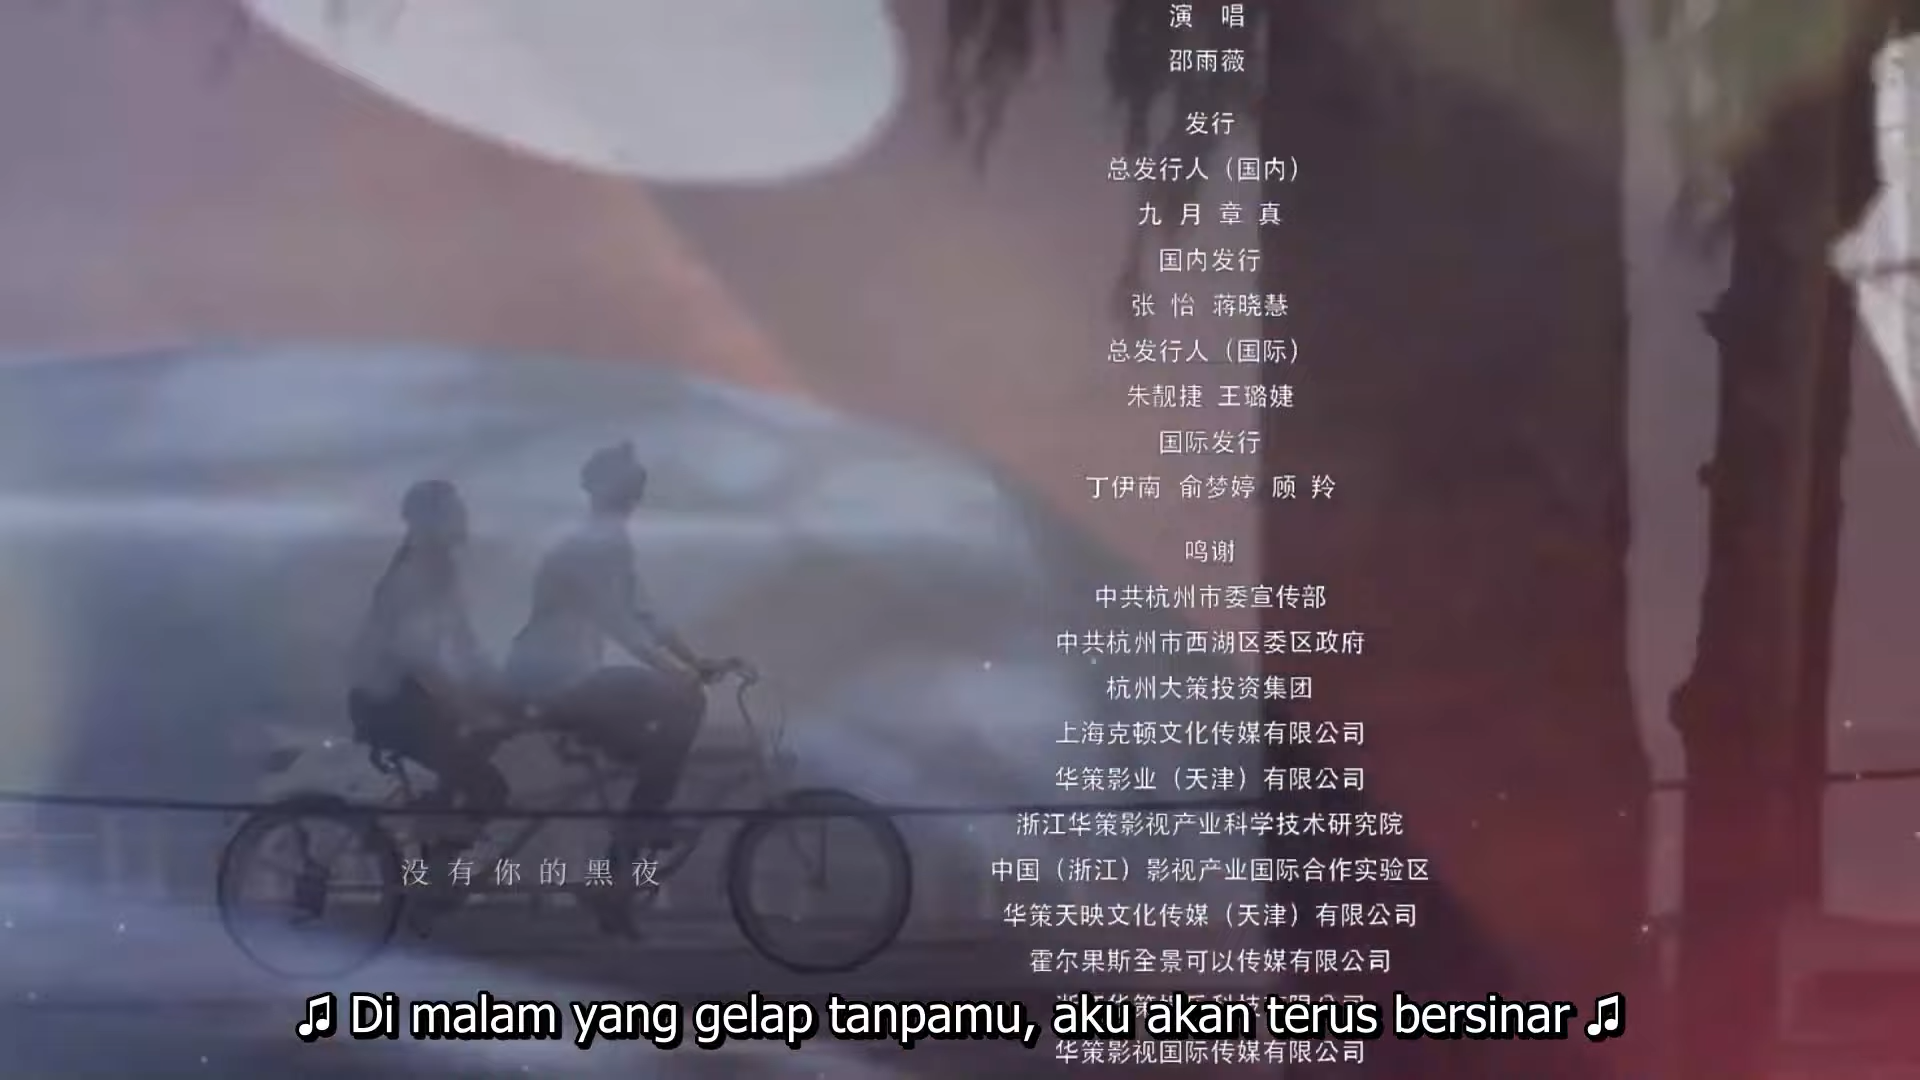 演 唱
邵雨薇
发行
总发行人（国内）
九 月 章 真
国内发行
张 怡 蒋晓慧
总发行人（国际）
朱靓捷 王璐婕
国际发行
丁伊南 俞梦婷 顾 羚
鸣谢
中共杭州市委宣传部
中共杭州市西湖区委区政府
杭州大策投资集团
上海克顿文化传媒有限公司
华策影业（天津）有限公司
浙江华策影视产业科学技术研究院
中国（浙江）影视产业国际合作实验区
华策天映文化传媒（天津）有限公司
霍尔果斯全景可以传媒有限公司
华策影视国际传媒有限公司
没有你的黑夜
♫ Di malam yang gelap tanpamu, aku akan terus bersinar ♫